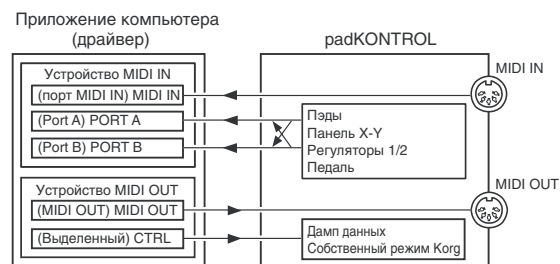 Приложение компьютера
(драйвер)
padKONTROL
Устройство MIDI IN
(порт MIDI IN) MIDI IN
(Port A) PORT A
(Port B) PORT B
Устройство MIDI OUT
(MIDI OUT) MIDI OUT
(Выделенный) CTRL
Пэды
Панель X-Y
Регуляторы 1/2
Педаль
Дамп данных
Собственный режим Korg
MIDI IN
MIDI OUT